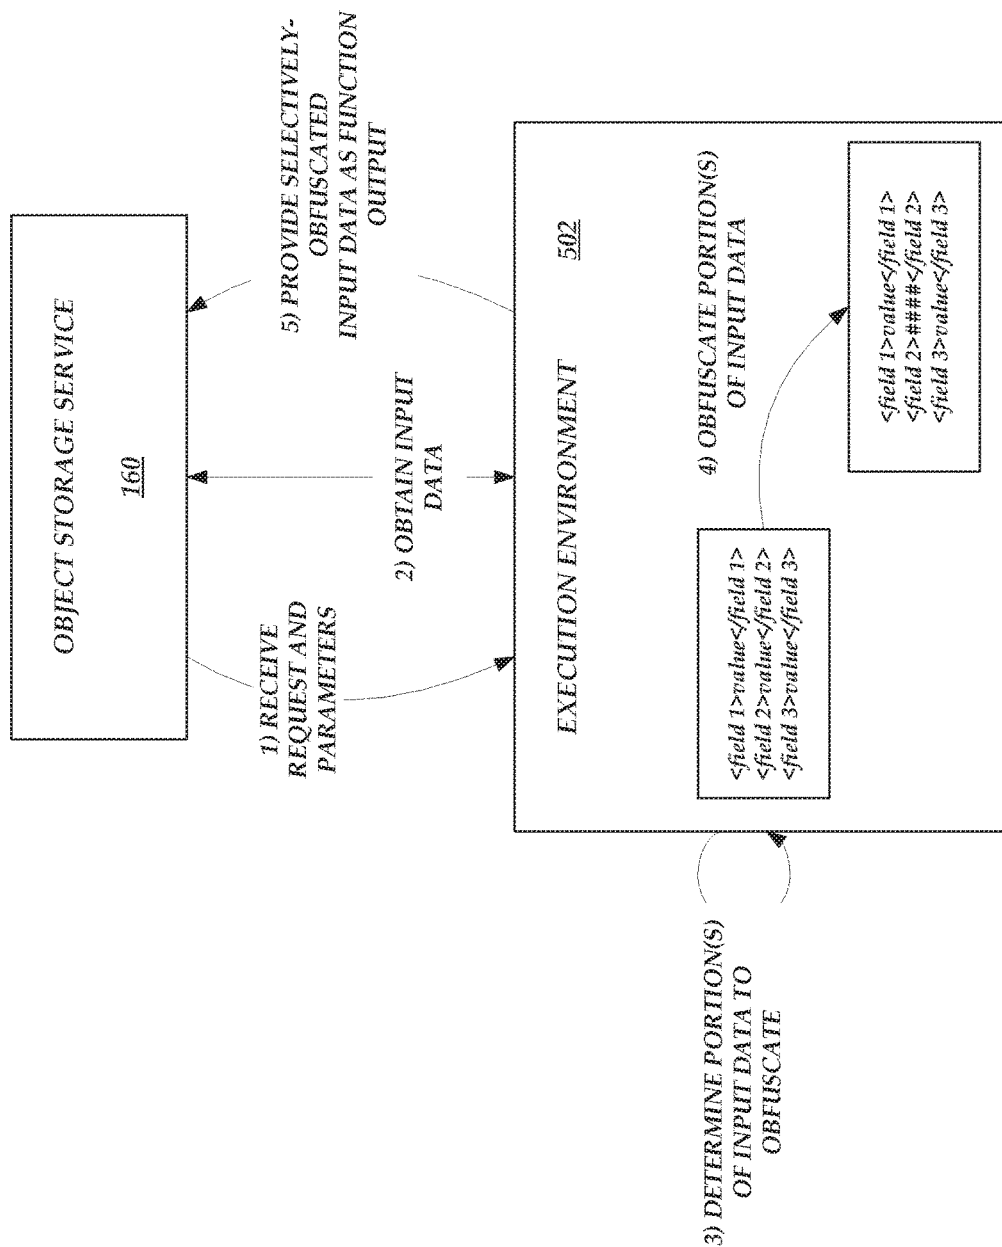 OBJECT STORAGE SERVICE
160
1) RECEIVE
REQUEST AND
PARAMETERS
2) OBTAIN INPUT
DATA
5) PROVIDE SELECTIVELY-
OBFUSCATED
INPUT DATA AS FUNCTION
OUTPUT
EXECUTION ENVIRONMENT
502
3) DETERMINE PORTION(S)
OF INPUT DATA TO
OBFUSCATE
<field 1>value</field 1>
<field 2>value</field 2>
<field 3>value</field 3>
4) OBFUSCATE PORTION(S)
OF INPUT DATA
<field 1>value</field 1>
<field 2>####</field 2>
<field 3>value</field 3>